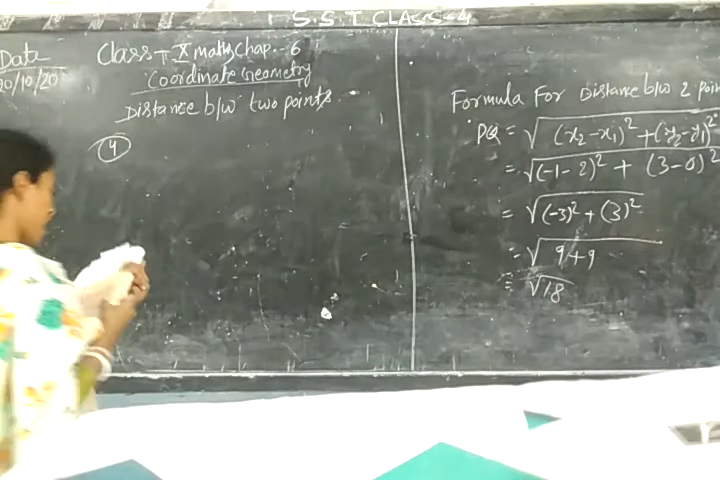 S.S.T CLASS-4
Date
20/10/20
Class - X maths chap. - 6
Coordinate Geometry
Distance b/w two points.
4
Formula For Distance b/w 2 poin
PQ = √(x₂-x₁)² + (y₂-y₁)²
= √(-1-2)² + (3-0)²
= √(-3)² + (3)²
= √9+9
= √18